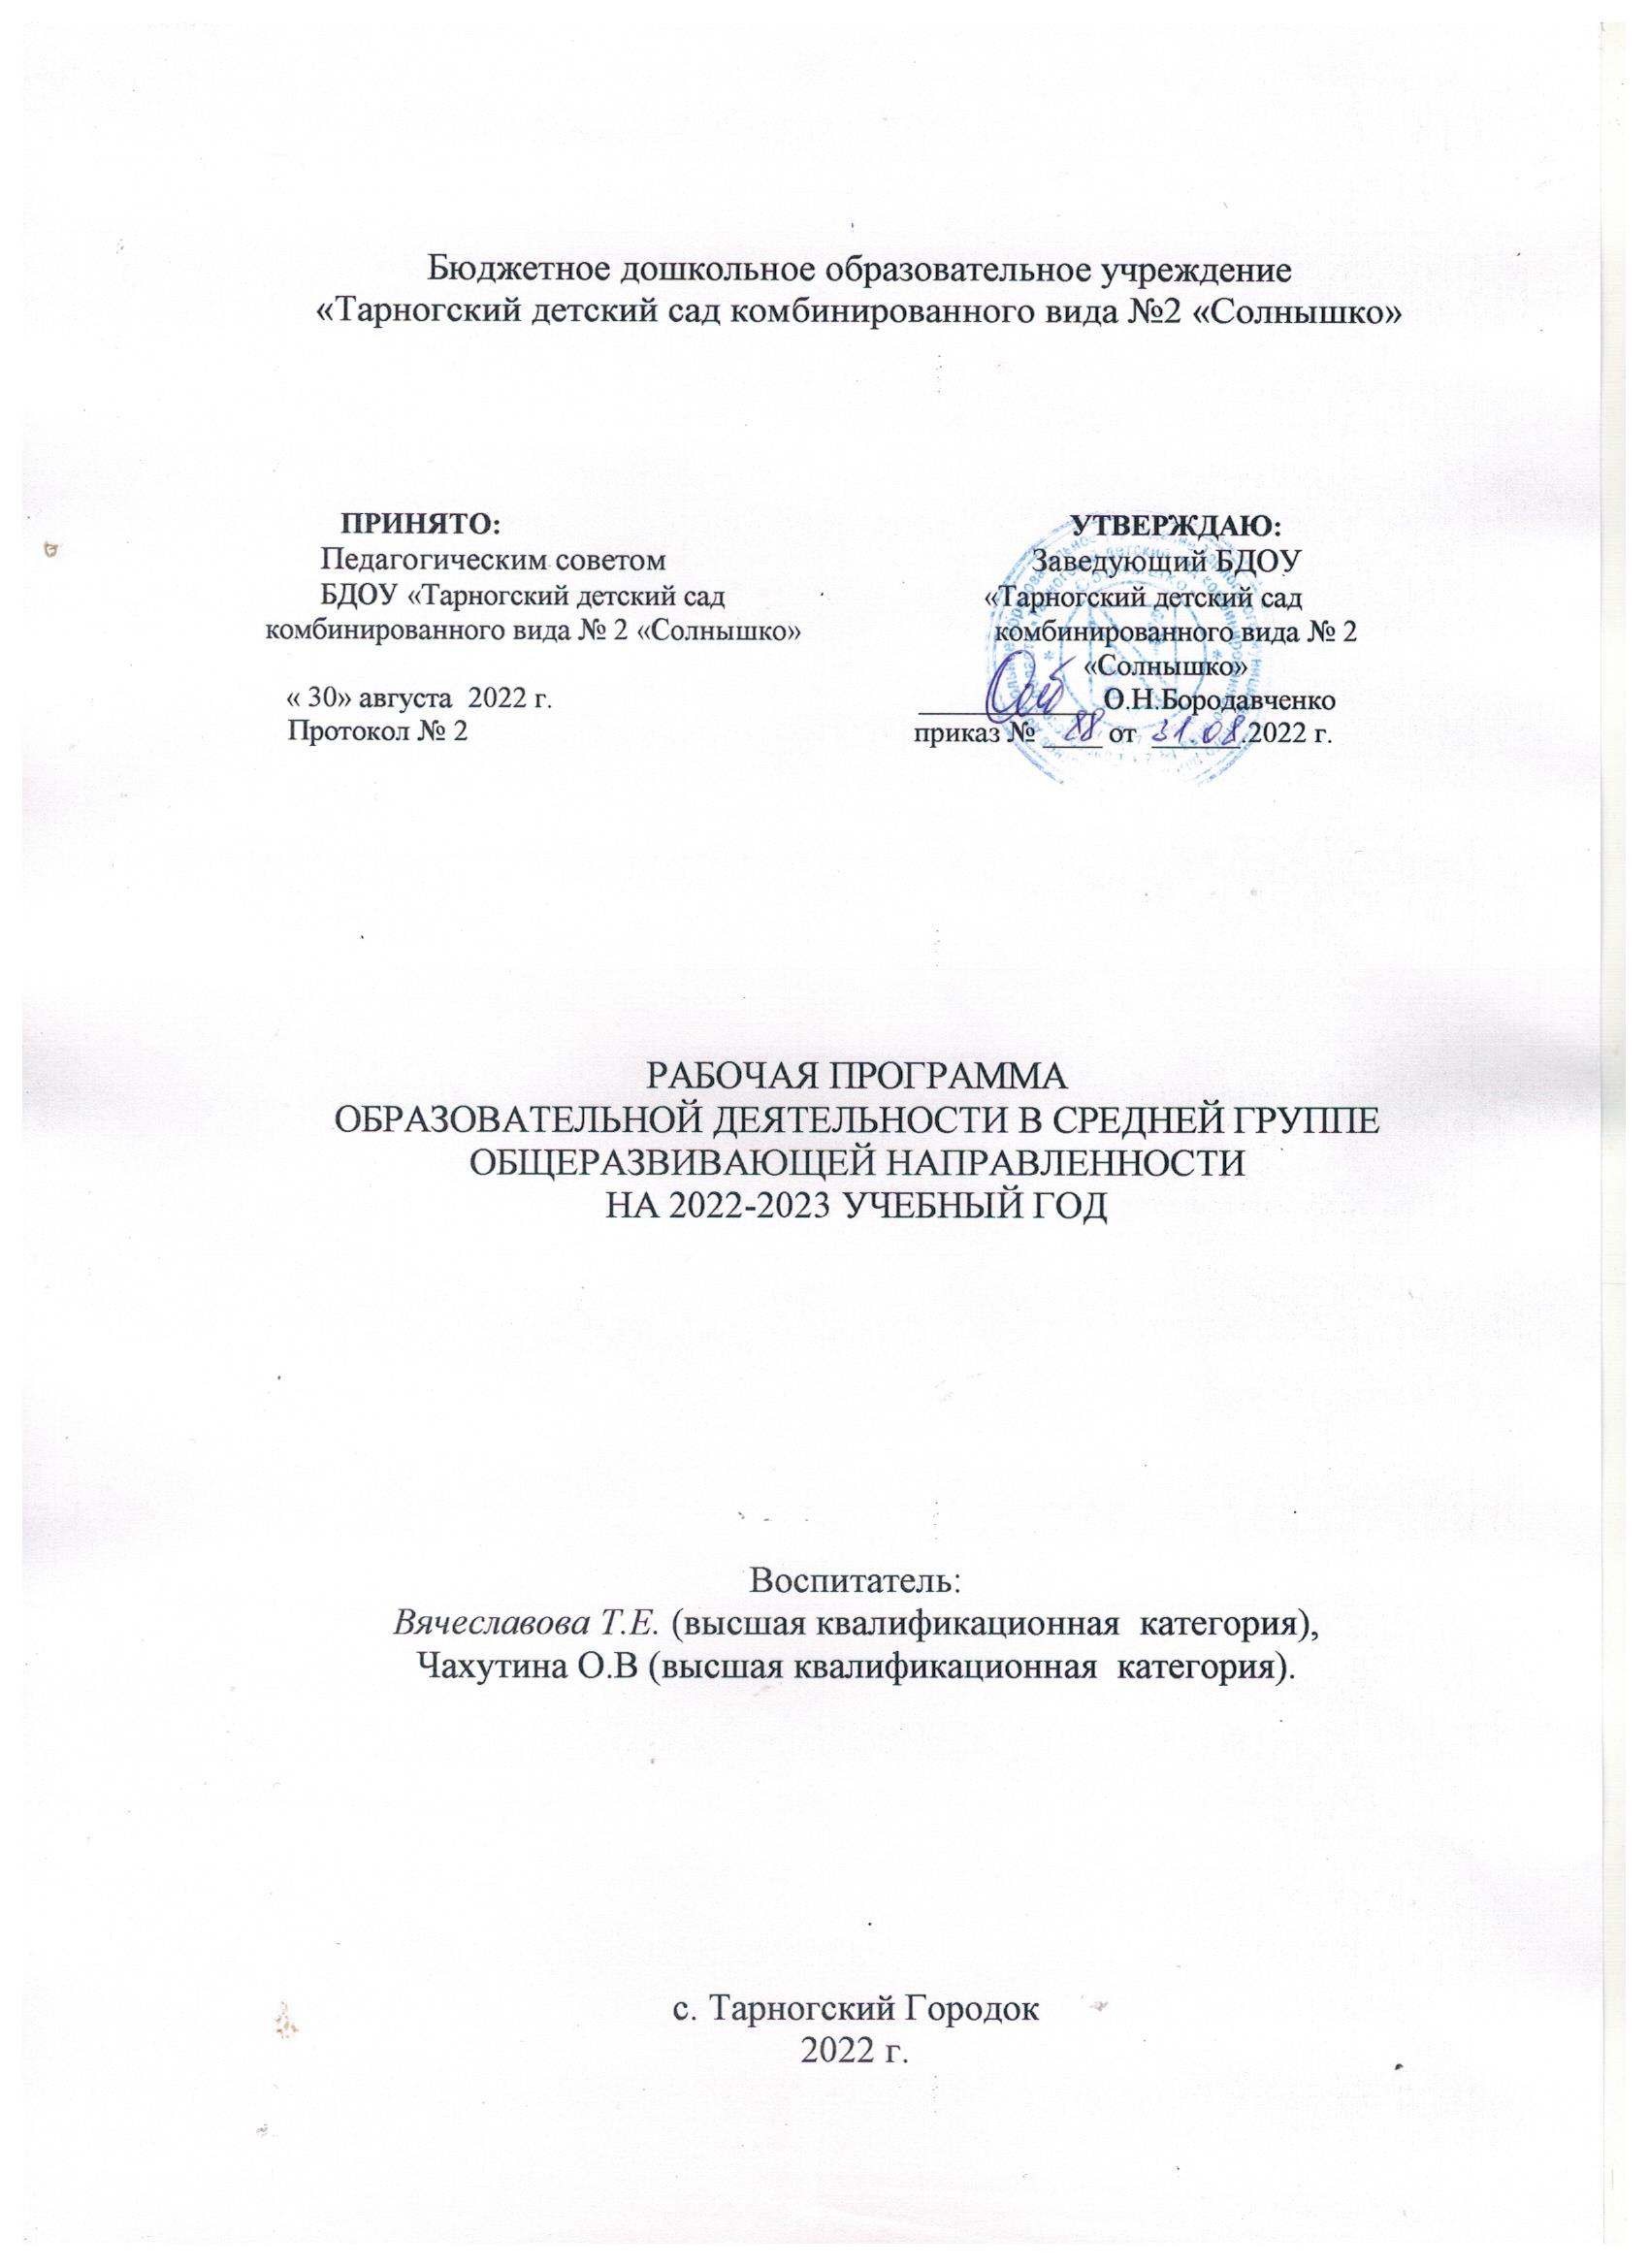 Бюджетное дошкольное образовательное учреждение
«Тарногский детский сад комбинированного вида №2 «Солнышко»
ПРИНЯТО:
Педагогическим советом
БДОУ «Тарногский детский сад
комбинированного вида № 2 «Солнышко»
« 30» августа 2022 г.
Протокол № 2
УТВЕРЖДАЮ:
Заведующий БДОУ
«Тарногский детский сад
комбинированного вида № 2
«Солнышко»
О.Н.Бородавченко
приказ № 88 от 31.08.2022 г.
РАБОЧАЯ ПРОГРАММА
ОБРАЗОВАТЕЛЬНОЙ ДЕЯТЕЛЬНОСТИ В СРЕДНЕЙ ГРУППЕ
ОБЩЕРАЗВИВАЮЩЕЙ НАПРАВЛЕННОСТИ
НА 2022-2023 УЧЕБНЫЙ ГОД
Воспитатель:
Вячеславова Т.Е. (высшая квалификационная категория),
Чахутина О.В (высшая квалификационная категория).
с. Тарногский Городок
2022 г.